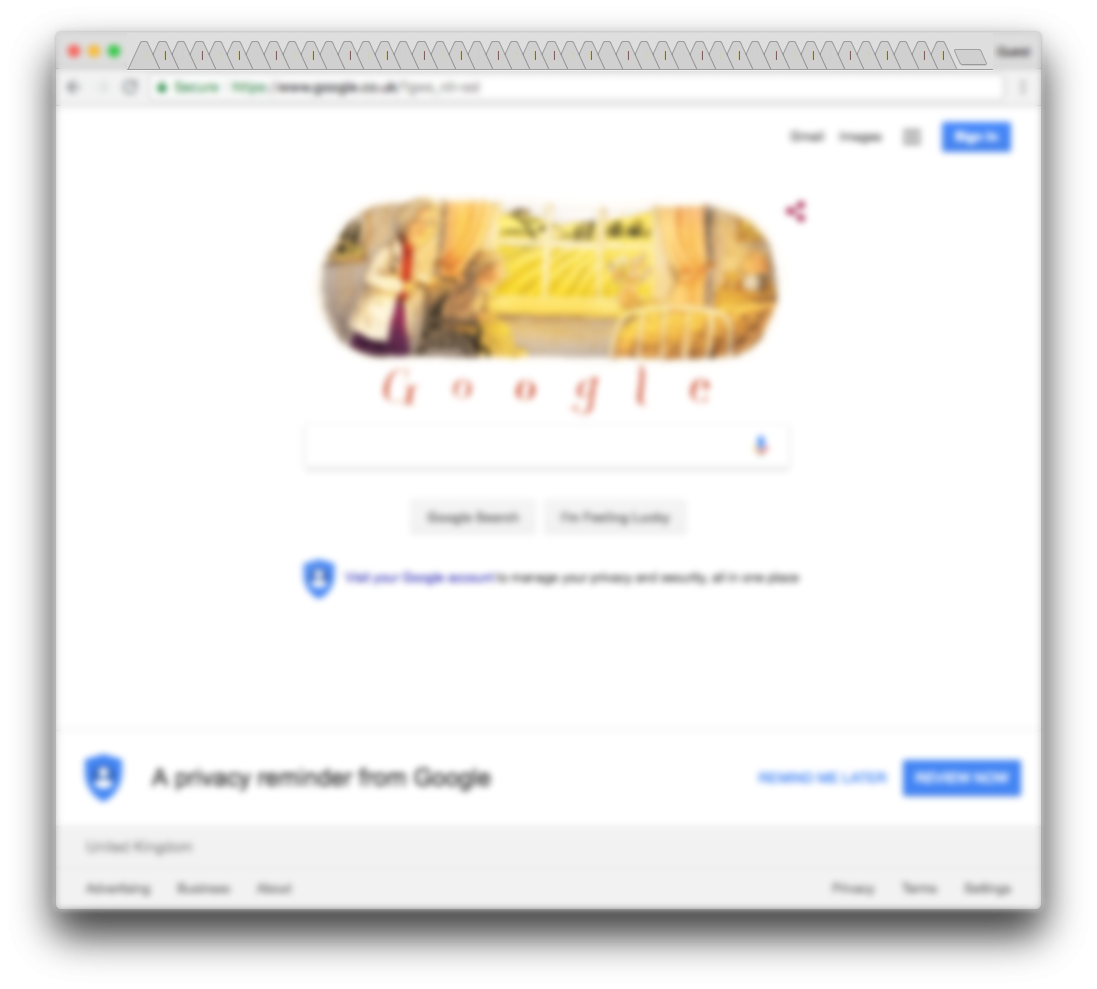 Guest
Secure https://www.google.co.uk/?gws_rd=ssl
Gmail Images Sign in
Google
Google Search I'm Feeling Lucky
Visit your Google account to manage your privacy and security, all in one place
A privacy reminder from Google REMIND ME LATER REVIEW NOW
United Kingdom
Advertising Business About Privacy Terms Settings